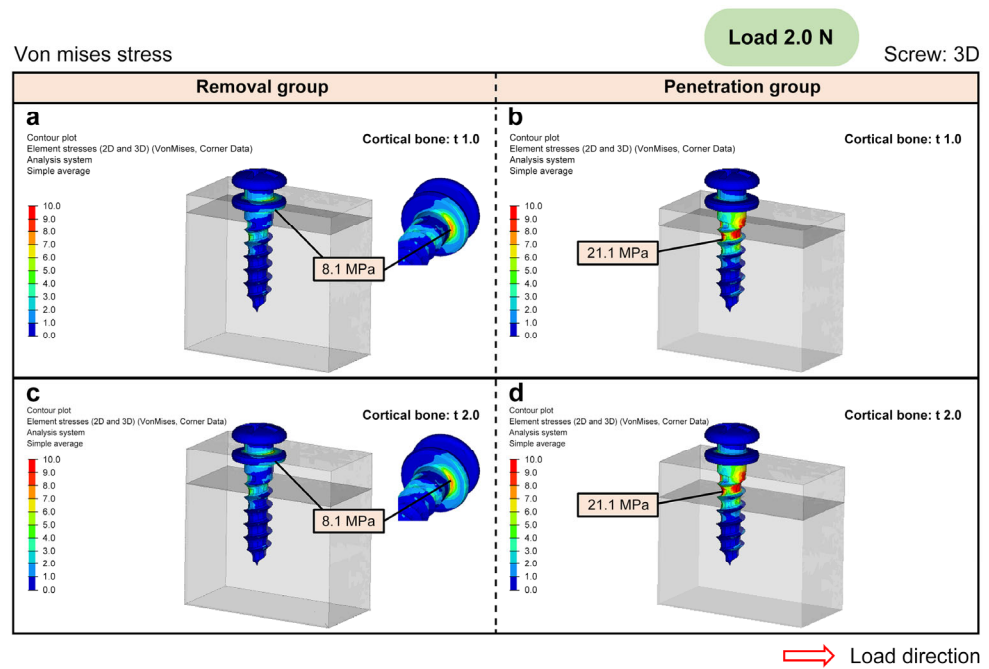 Load 2.0 N
Von mises stress
Screw: 3D
Removal group
Penetration group
a
Contour plot
Element stresses (2D and 3D) (VonMises, Corner Data)
Analysis system
Simple average
Cortical bone: t 1.0
10.0
9.0
8.0
7.0
6.0
5.0
4.0
3.0
2.0
1.0
0.0
8.1 MPa
b
Contour plot
Element stresses (2D and 3D) (VonMises, Corner Data)
Analysis system
Simple average
Cortical bone: t 1.0
10.0
9.0
8.0
7.0
6.0
5.0
4.0
3.0
2.0
1.0
0.0
21.1 MPa
c
Contour plot
Element stresses (2D and 3D) (VonMises, Corner Data)
Analysis system
Simple average
Cortical bone: t 2.0
10.0
9.0
8.0
7.0
6.0
5.0
4.0
3.0
2.0
1.0
0.0
8.1 MPa
d
Contour plot
Element stresses (2D and 3D) (VonMises, Corner Data)
Analysis system
Simple average
Cortical bone: t 2.0
10.0
9.0
8.0
7.0
6.0
5.0
4.0
3.0
2.0
1.0
0.0
21.1 MPa
Load direction